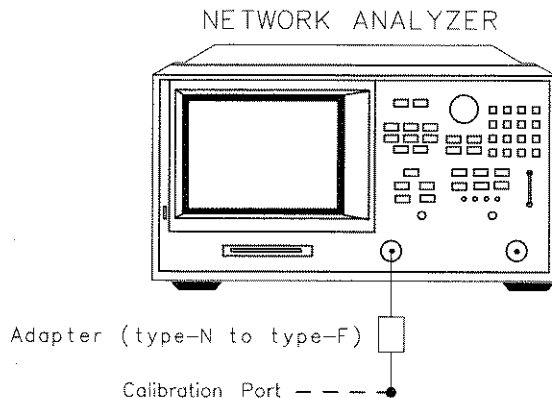 NETWORK ANALYZER
Adapter (type-N to type-F)
Calibration Port